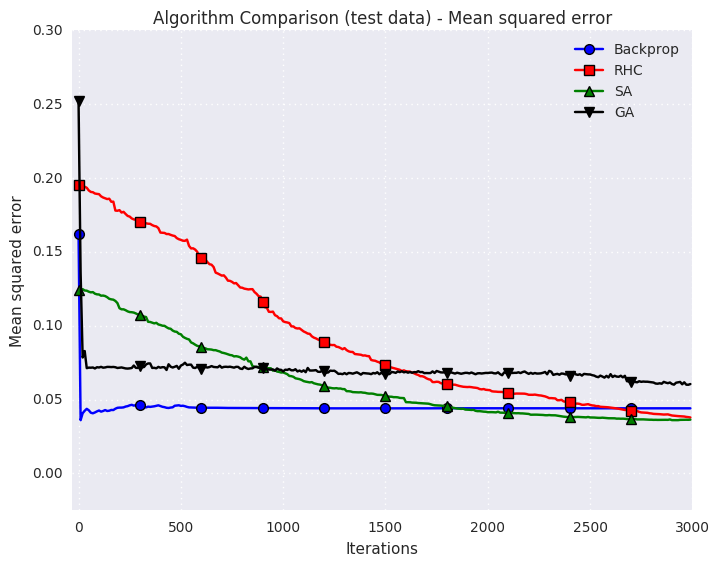 Algorithm Comparison (test data) - Mean squared error
0.30
0.25
0.20
0.15
0.10
0.05
0.00
Mean squared error
Backprop
RHC
SA
GA
0
500
1000
1500
2000
2500
3000
Iterations